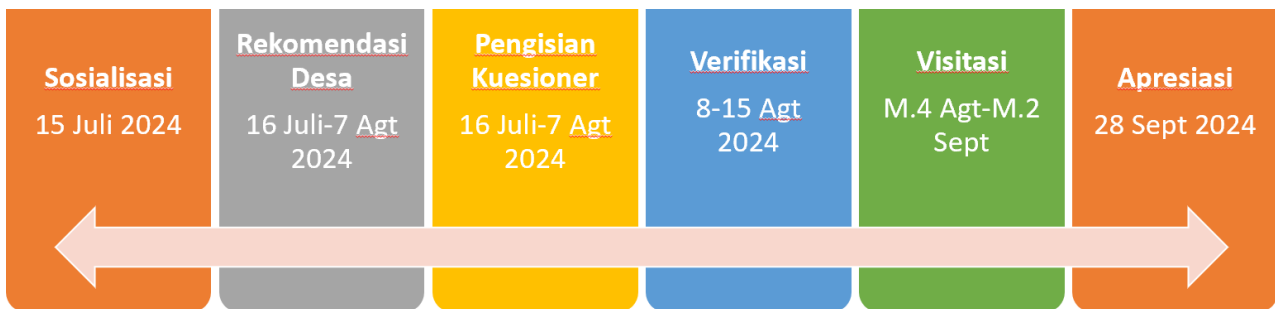 Sosialisasi
15 Juli 2024
Rekomendasi
Desa
16 Juli-7 Agt
2024
Pengisian
Kuesioner
16 Juli-7 Agt
2024
Verifikasi
8-15 Agt
2024
Visitasi
M.4 Agt-M.2
Sept
Apresiasi
28 Sept 2024